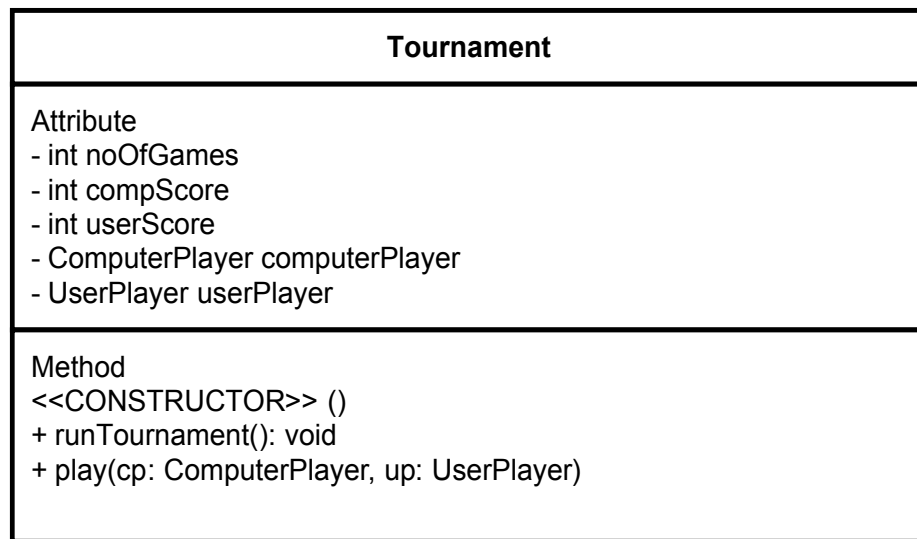 Tournament
Attribute
- int noOfGames
- int compScore
- int userScore
- ComputerPlayer computerPlayer
- UserPlayer userPlayer
Method
<<CONSTRUCTOR>> ()
+ runTournament(): void
+ play(cp: ComputerPlayer, up: UserPlayer)